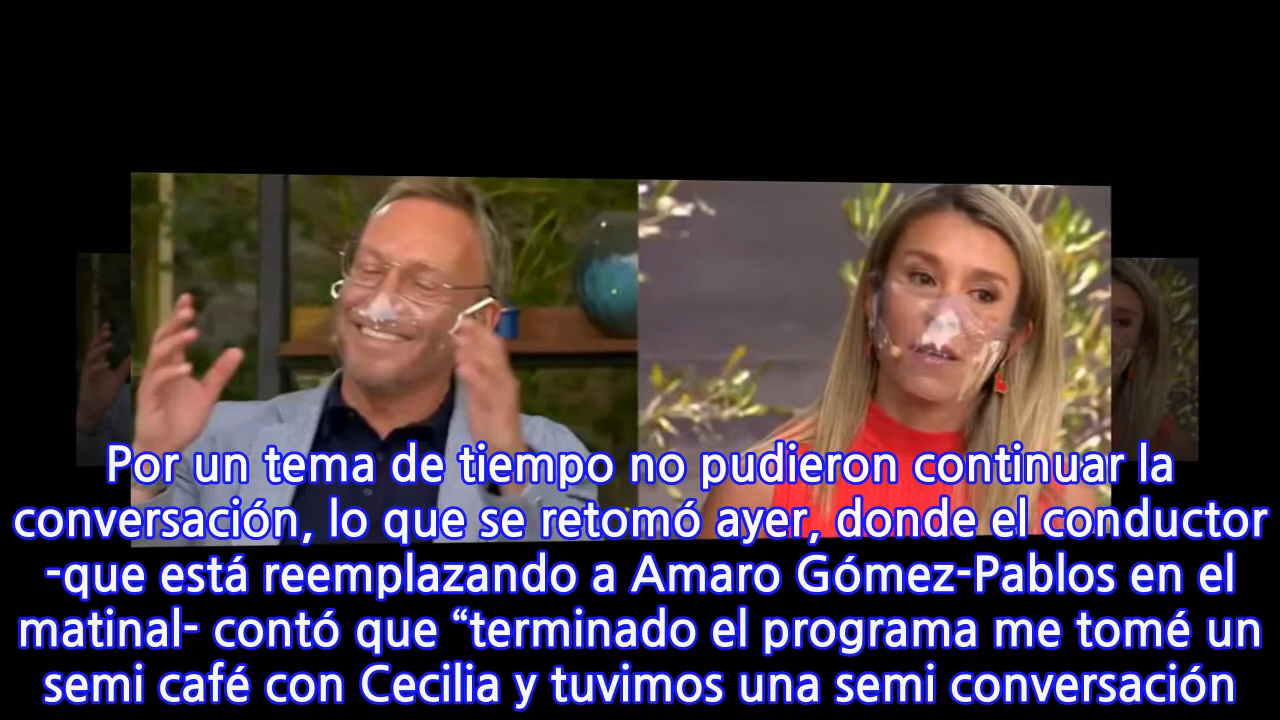 Por un tema de tiempo no pudieron continuar la
conversación, lo que se retomó ayer, donde el conductor
-que está reemplazando a Amaro Gómez-Pablos en el
matinal- contó que “terminado el programa me tomé un
semi café con Cecilia y tuvimos una semi conversación